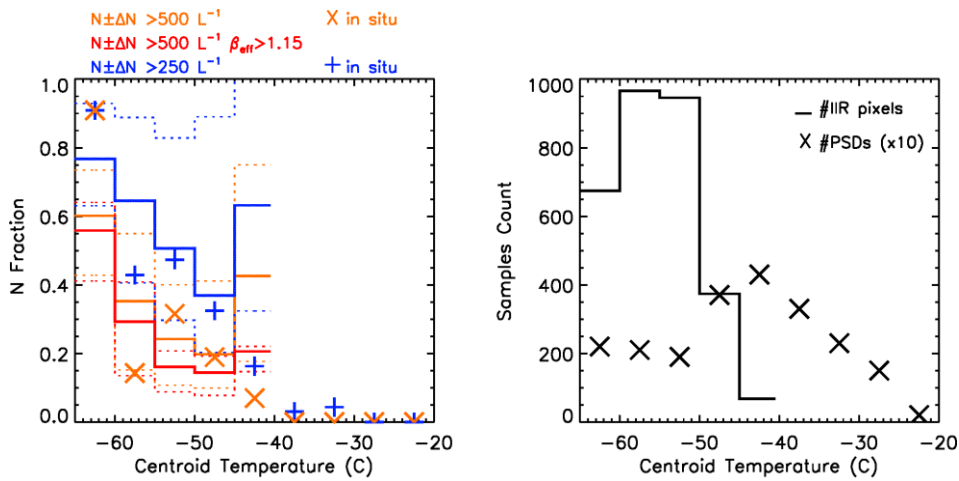 N±ΔN >500 L⁻¹ × in situ
N±ΔN >500 L⁻¹ βeff>1.15
N±ΔN >250 L⁻¹ + in situ
1.0
0.8
0.6
0.4
0.2
0.0
N Fraction
−60 −50 −40 −30 −20
Centroid Temperature (C)
1000
800
600
400
200
0
Samples Count
#IIR pixels
× #PSDs (x10)
−60 −50 −40 −30 −20
Centroid Temperature (C)